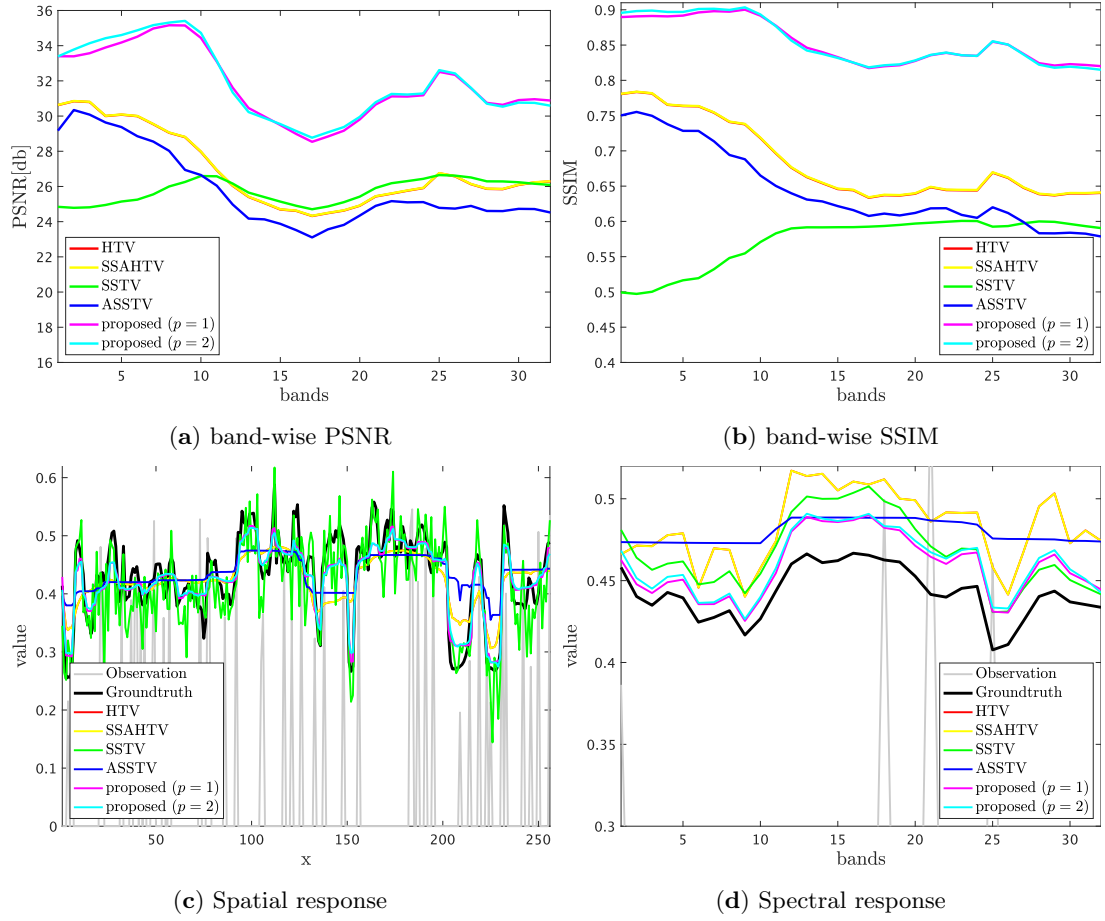 36
34
32
30
28
26
24
22
20
18
16
PSNR[db]
HTV
SSAHTV
SSTV
ASSTV
proposed (p = 1)
proposed (p = 2)
5 10 15 20 25 30
bands
(a) band-wise PSNR
0.9
0.85
0.8
0.75
0.7
0.65
0.6
0.55
0.5
0.45
0.4
SSIM
HTV
SSAHTV
SSTV
ASSTV
proposed (p = 1)
proposed (p = 2)
5 10 15 20 25 30
bands
(b) band-wise SSIM
0.6
0.5
0.4
0.3
0.2
0.1
0
value
Observation
Groundtruth
HTV
SSAHTV
SSTV
ASSTV
proposed (p = 1)
proposed (p = 2)
50 100 150 200 250
x
(c) Spatial response
0.5
0.45
0.4
0.35
0.3
value
Observation
Groundtruth
HTV
SSAHTV
SSTV
ASSTV
proposed (p = 1)
proposed (p = 2)
5 10 15 20 25 30
bands
(d) Spectral response